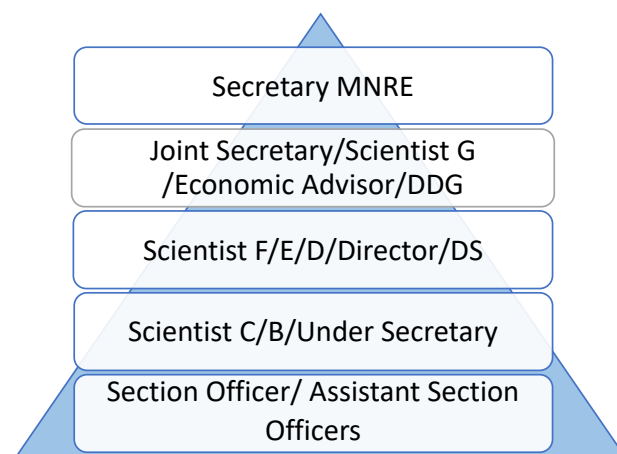 Secretary MNRE
Joint Secretary/Scientist G
/Economic Advisor/DDG
Scientist F/E/D/Director/DS
Scientist C/B/Under Secretary
Section Officer/ Assistant Section
Officers